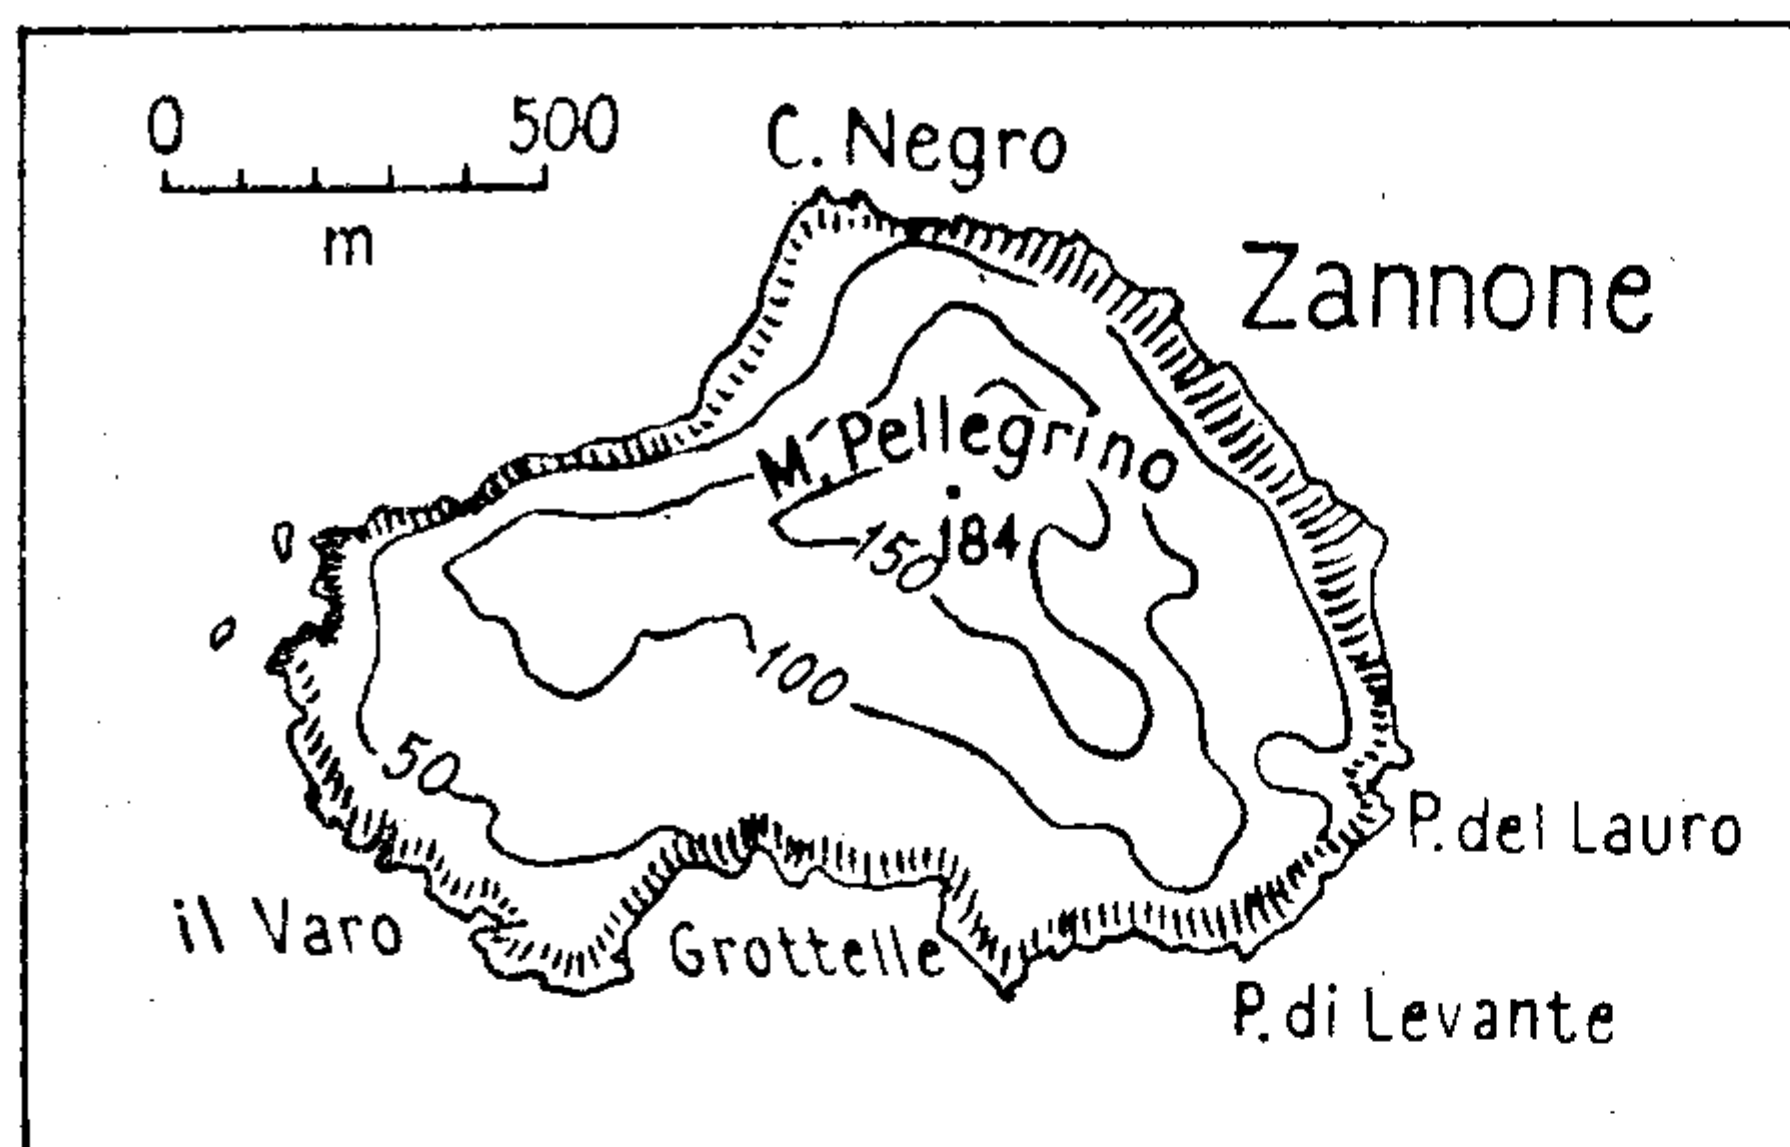 0 500
m
C. Negro
Zannone
M. Pellegrino
184
150
100
50
P. del Lauro
il Varo
Grottelle
P. di Levante